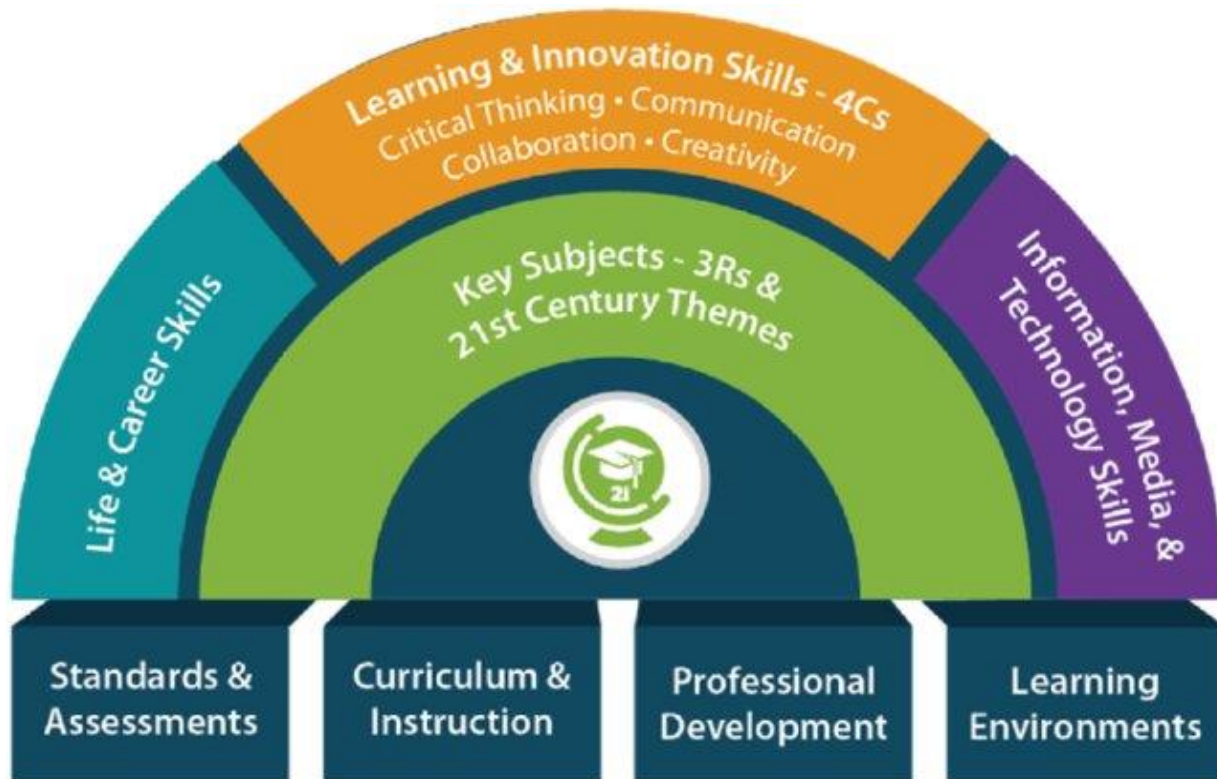 Learning & Innovation Skills - 4Cs
Critical Thinking • Communication
Collaboration • Creativity
Life & Career Skills
Key Subjects - 3Rs &
21st Century Themes
Information, Media, &
Technology Skills
21
Standards &
Assessments
Curriculum &
Instruction
Professional
Development
Learning
Environments